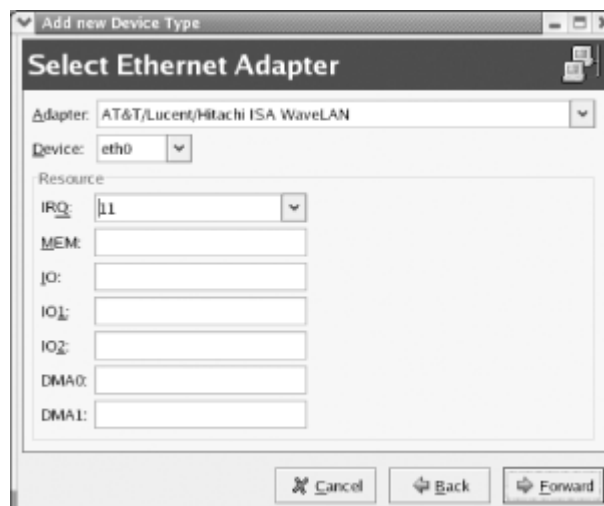 Add new Device Type
Select Ethernet Adapter
Adapter: AT&T/Lucent/Hitachi ISA WaveLAN
Device: eth0
Resource
IRQ: 11
MEM:
IO:
IO1:
IO2:
DMA0:
DMA1:
Cancel Back Forward